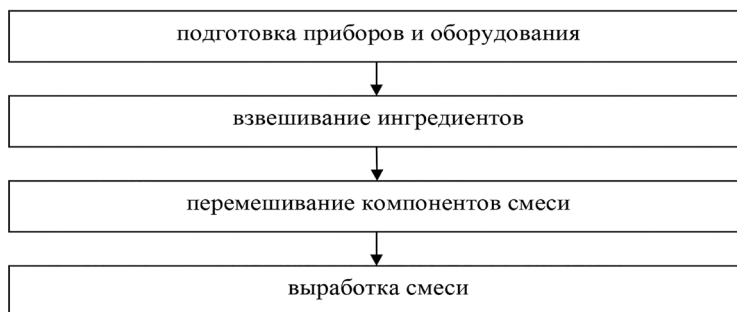 подготовка приборов и оборудования
взвешивание ингредиентов
перемешивание компонентов смеси
выработка смеси